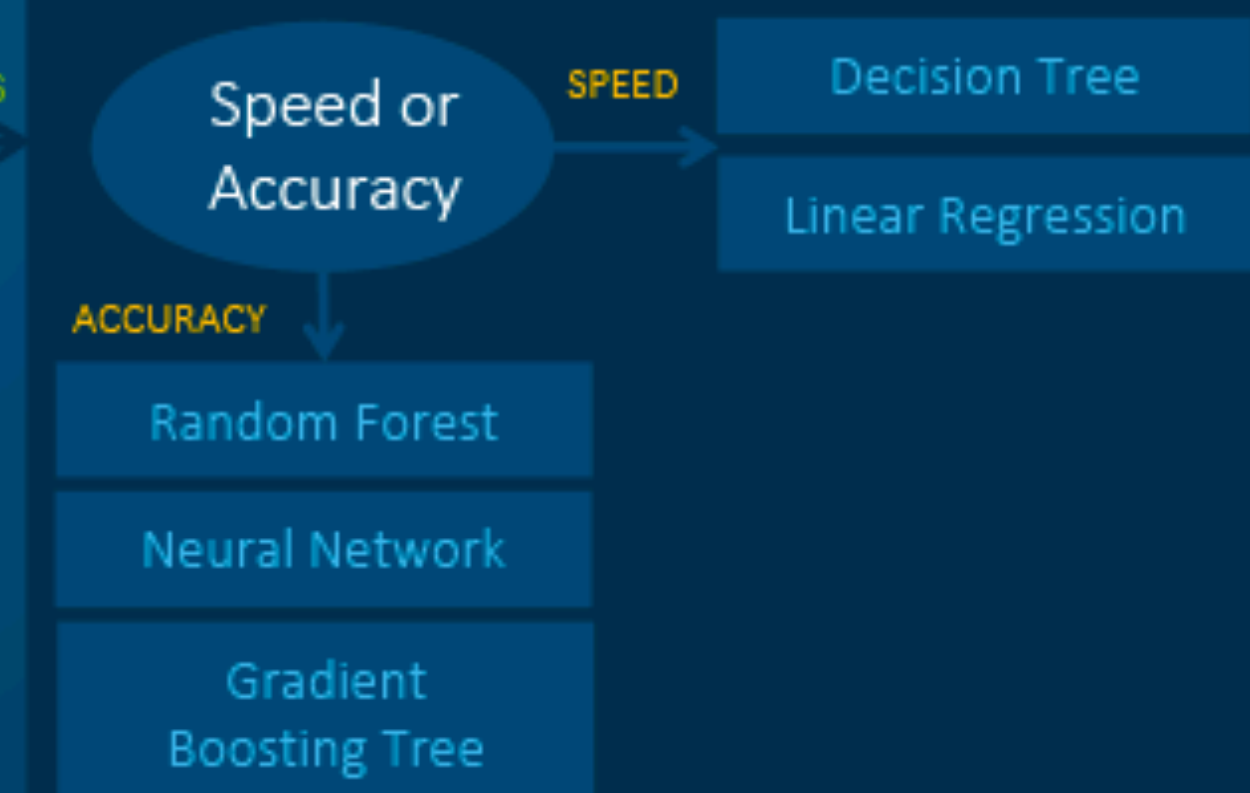 Speed or
Accuracy
SPEED
Decision Tree
Linear Regression
ACCURACY
Random Forest
Neural Network
Gradient
Boosting Tree